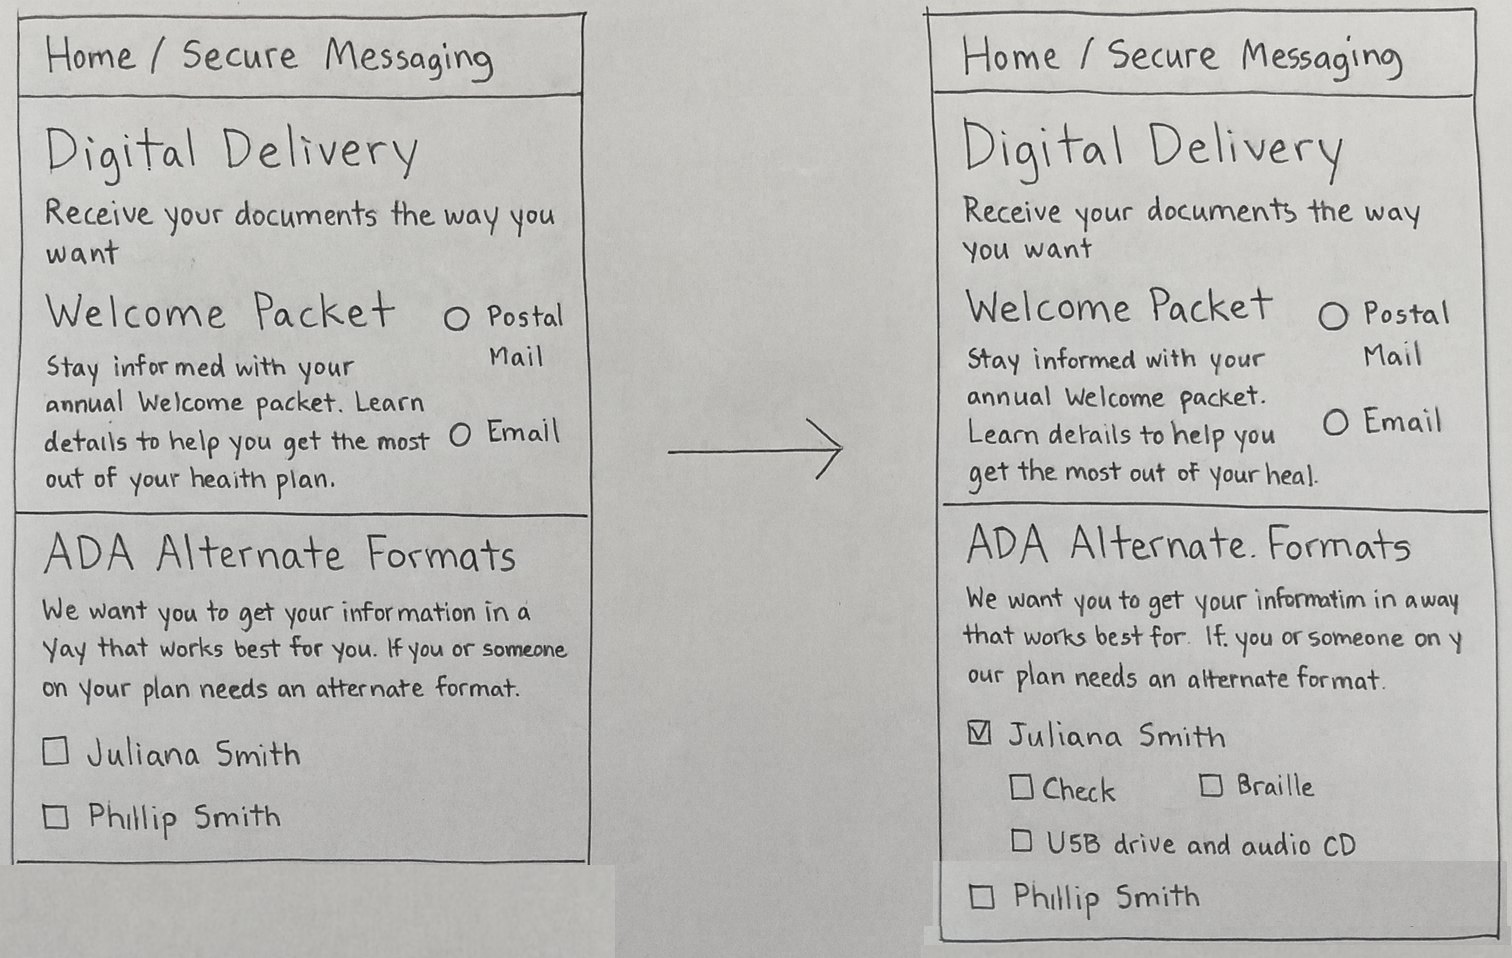 Home / Secure Messaging
Digital Delivery
Receive your documents the way you
want
Welcome Packet
Postal
Mail
Stay informed with your
annual Welcome packet. Learn
details to help you get the most
out of your heaith plan.
Email
ADA Alternate Formats
We want you to get your information in a
Yay that works best for you. If you or someone
on your plan needs an atternate format.
Juliana Smith
Phillip Smith
Home / Secure Messaging
Digital Delivery
Receive your documents the way
you want
Welcome Packet
Postal
Mail
Stay informed with your
annual Welcome packet.
Learn details to help you
get the most out of your heal.
Email
ADA Alternate. Formats
We want you to get your informatim in a way
that works best for. If. you or someone on y
our plan needs an alternate format.
Juliana Smith
Check
Braille
USB drive and audio CD
Phillip Smith